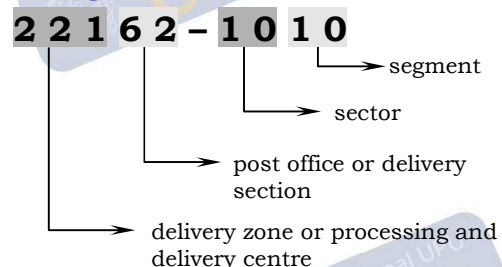 22162 – 1010
segment
sector
post office or delivery
section
delivery zone or processing and
delivery centre